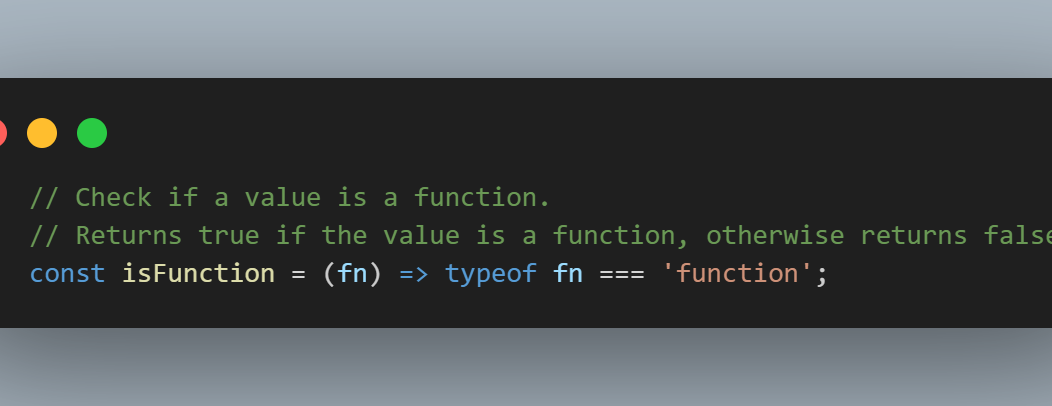 // Check if a value is a function.
// Returns true if the value is a function, otherwise returns false
const isFunction = (fn) => typeof fn === 'function';